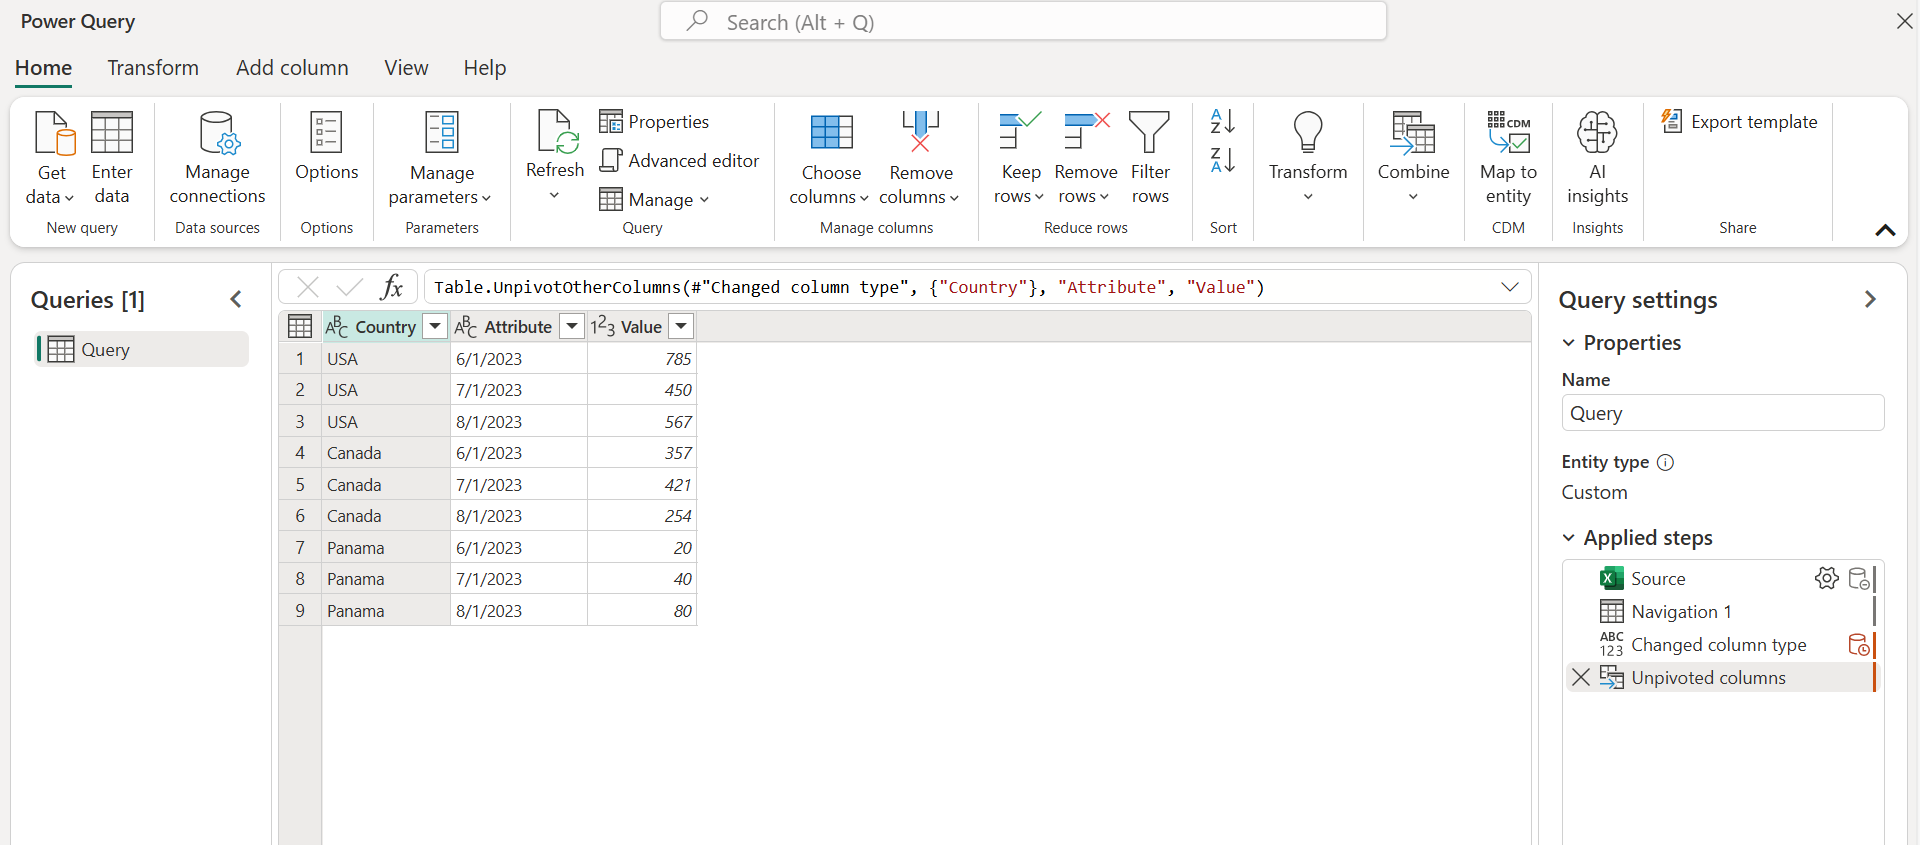 Power Query
Search (Alt + Q)
Home Transform Add column View Help
Get data
Enter data
New query
Manage connections
Data sources
Options
Options
Manage parameters
Parameters
Refresh
Properties
Advanced editor
Manage
Query
Choose columns
Remove columns
Manage columns
Keep rows
Remove rows
Filter rows
Reduce rows
A Z
Z A
Sort
Transform
Combine
CDM
Map to entity
CDM
AI insights
Insights
Export template
Share
Queries [1]
Query
fx
Table.UnpivotOtherColumns(#"Changed column type", {"Country"}, "Attribute", "Value")
ABC Country ABC Attribute 123 Value
1 USA 6/1/2023 785
2 USA 7/1/2023 450
3 USA 8/1/2023 567
4 Canada 6/1/2023 357
5 Canada 7/1/2023 421
6 Canada 8/1/2023 254
7 Panama 6/1/2023 20
8 Panama 7/1/2023 40
9 Panama 8/1/2023 80
Query settings
Properties
Name
Query
Entity type
Custom
Applied steps
X Source
Navigation 1
ABC 123 Changed column type
Unpivoted columns